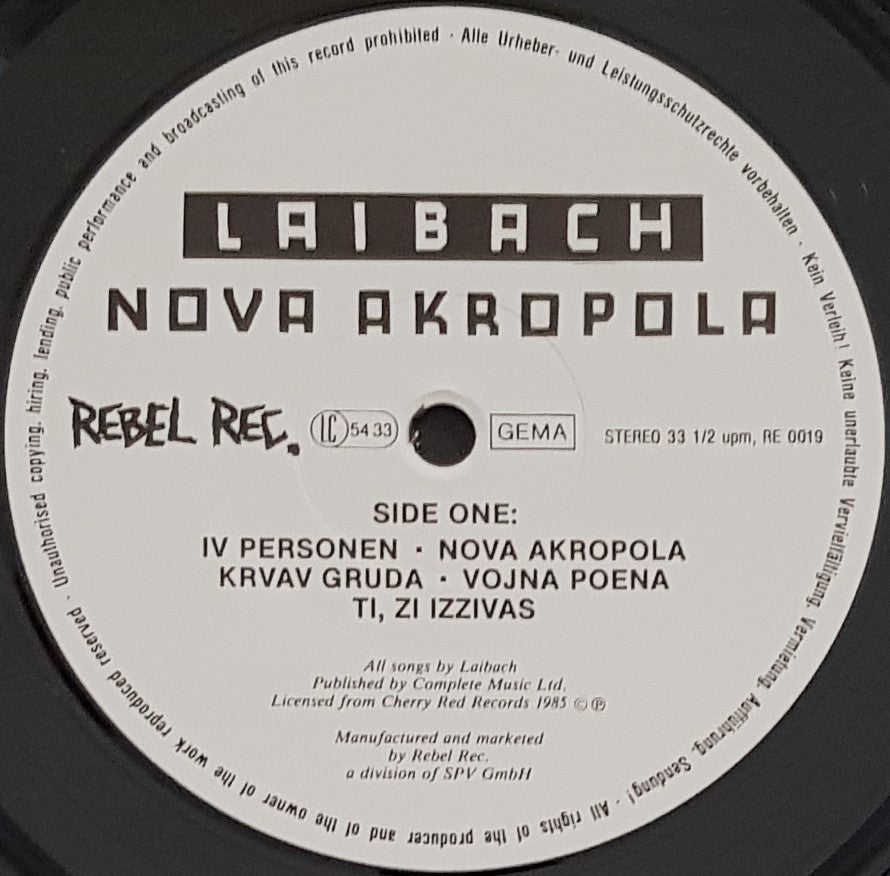 LAIBACH
NOVA AKROPOLA
REBEL REC.
LC 5433
GEMA
STEREO 33 1/2 upm, RE 0019
SIDE ONE:
IV PERSONEN · NOVA AKROPOLA
KRVAV GRUDA · VOJNA POENA
TI, ZI IZZIVAS
All songs by Laibach
Published by Complete Music Ltd.
Licensed from Cherry Red Records 1985 © ℗
Manufactured and marketed
by Rebel Rec.
a division of SPV GmbH
Alle Urheber- und Leistungsschutzrechte vorbehalten · Kein Verleih! Keine unerlaubte Vervielfältigung, Vermietung, Aufführung, Sendung! · All rights of the producer and of the owner of the work reproduced reserved · Unauthorised copying, hiring, lending, public performance and broadcasting of this record prohibited ·